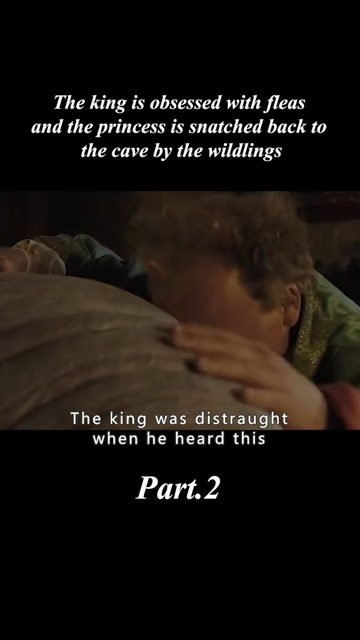 The king is obsessed with fleas
and the princess is snatched back to
the cave by the wildlings
The king was distraught
when he heard this
Part.2